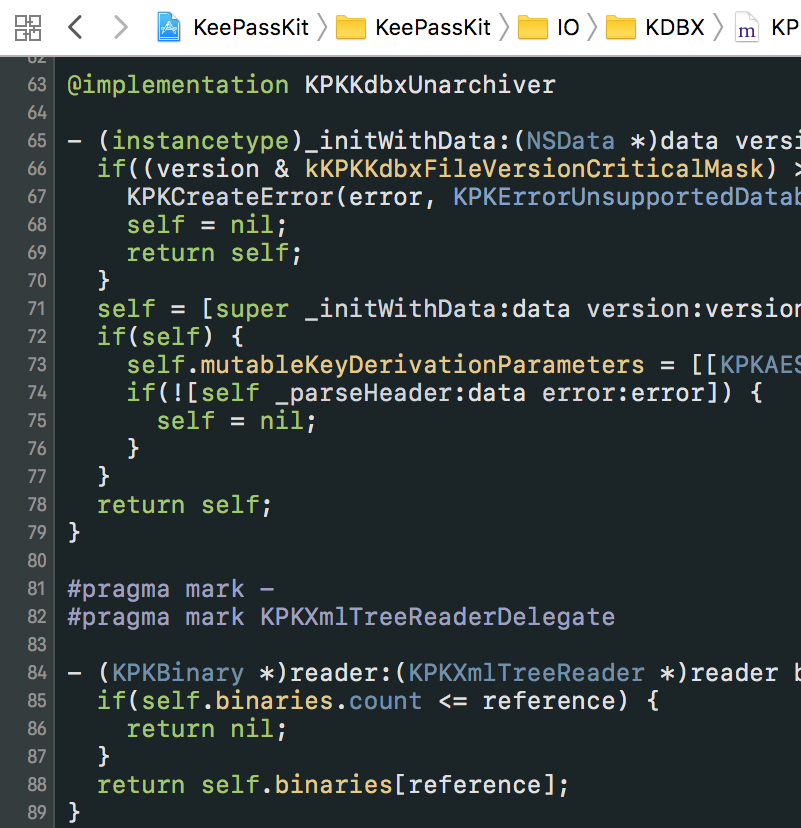 KeePassKit KeePassKit IO KDBX m KP
62
63 @implementation KPKKdbxUnarchiver
64
65 - (instancetype)_initWithData:(NSData *)data versi
66 if((version & kKPKKdbxFileVersionCriticalMask) >
67 KPKCreateError(error, KPKErrorUnsupportedDatab
68 self = nil;
69 return self;
70 }
71 self = [super _initWithData:data version:version
72 if(self) {
73 self.mutableKeyDerivationParameters = [[KPKAES
74 if(![self _parseHeader:data error:error]) {
75 self = nil;
76 }
77 }
78 return self;
79 }
80
81 #pragma mark -
82 #pragma mark KPKXmlTreeReaderDelegate
83
84 - (KPKBinary *)reader:(KPKXmlTreeReader *)reader b
85 if(self.binaries.count <= reference) {
86 return nil;
87 }
88 return self.binaries[reference];
89 }